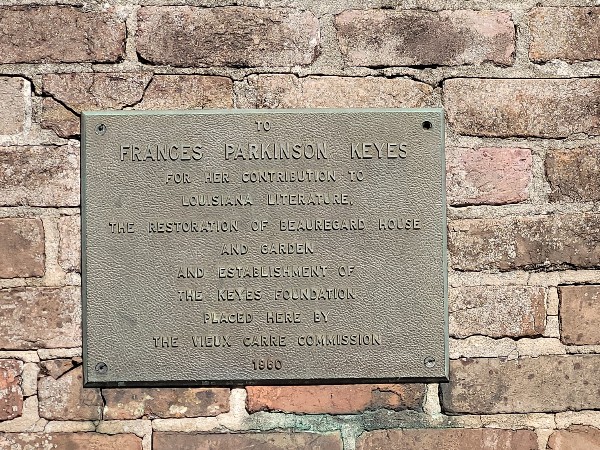 TO
FRANCES PARKINSON KEYES
FOR HER CONTRIBUTION TO
LOUISIANA LITERATURE,
THE RESTORATION OF BEAUREGARD HOUSE
AND GARDEN
AND ESTABLISHMENT OF
THE KEYES FOUNDATION
PLACED HERE BY
THE VIEUX CARRE COMMISSION
1960